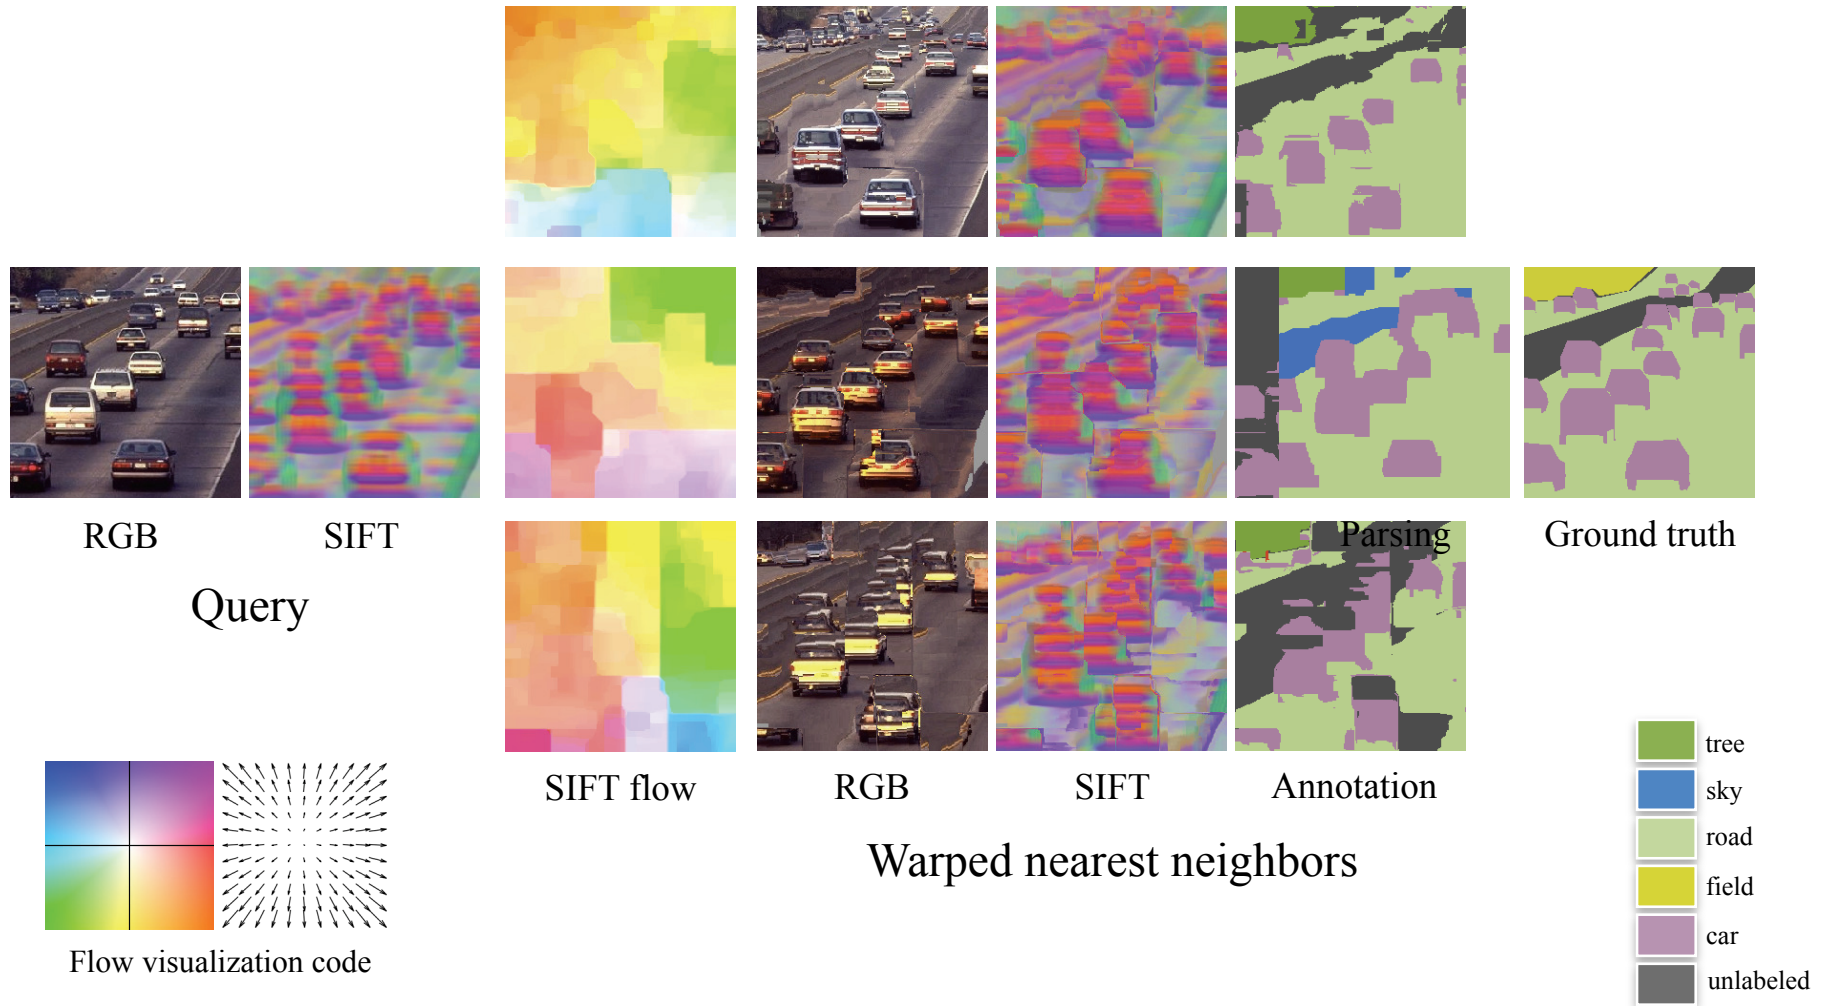 RGB
SIFT
Parsing
Ground truth
Query
SIFT flow
RGB
SIFT
Annotation
Warped nearest neighbors
Flow visualization code
tree
sky
road
field
car
unlabeled